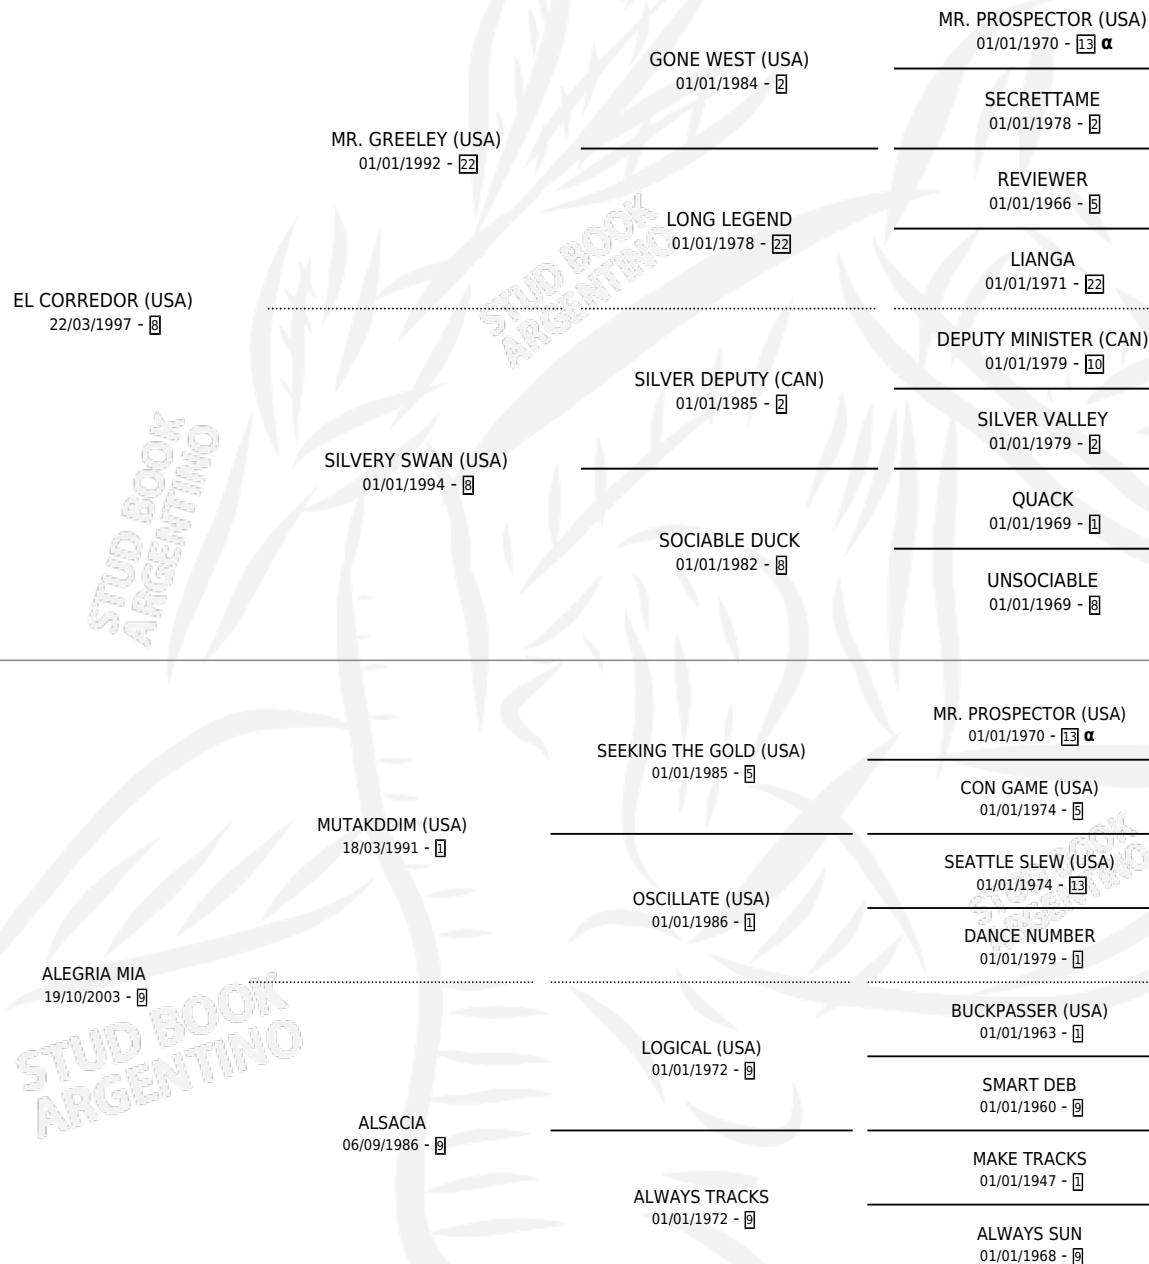 MR. PROSPECTOR (USA)
01/01/1970 - 13 α
GONE WEST (USA)
01/01/1984 - 2
SECRETTAME
01/01/1978 - 2
MR. GREELEY (USA)
01/01/1992 - 22
REVIEWER
01/01/1966 - 5
LONG LEGEND
01/01/1978 - 22
LIANGA
01/01/1971 - 22
EL CORREDOR (USA)
22/03/1997 - 8
DEPUTY MINISTER (CAN)
01/01/1979 - 10
SILVER DEPUTY (CAN)
01/01/1985 - 2
SILVER VALLEY
01/01/1979 - 2
SILVERY SWAN (USA)
01/01/1994 - 8
QUACK
01/01/1969 - 1
SOCIABLE DUCK
01/01/1982 - 8
UNSOCIABLE
01/01/1969 - 8
MR. PROSPECTOR (USA)
01/01/1970 - 13 α
SEEKING THE GOLD (USA)
01/01/1985 - 5
CON GAME (USA)
01/01/1974 - 5
MUTAKDDIM (USA)
18/03/1991 - 1
SEATTLE SLEW (USA)
01/01/1974 - 13
OSCILLATE (USA)
01/01/1986 - 1
DANCE NUMBER
01/01/1979 - 1
ALEGRIA MIA
19/10/2003 - 9
BUCKPASSER (USA)
01/01/1963 - 1
LOGICAL (USA)
01/01/1972 - 9
SMART DEB
01/01/1960 - 9
ALSACIA
06/09/1986 - 9
MAKE TRACKS
01/01/1947 - 1
ALWAYS TRACKS
01/01/1972 - 9
ALWAYS SUN
01/01/1968 - 9
STUD BOOK
ARGENTINO
STUD BOOK
ARGENTINO
STUD BOOK
ARGENTINO
STUD BOOK
ARGENTINO